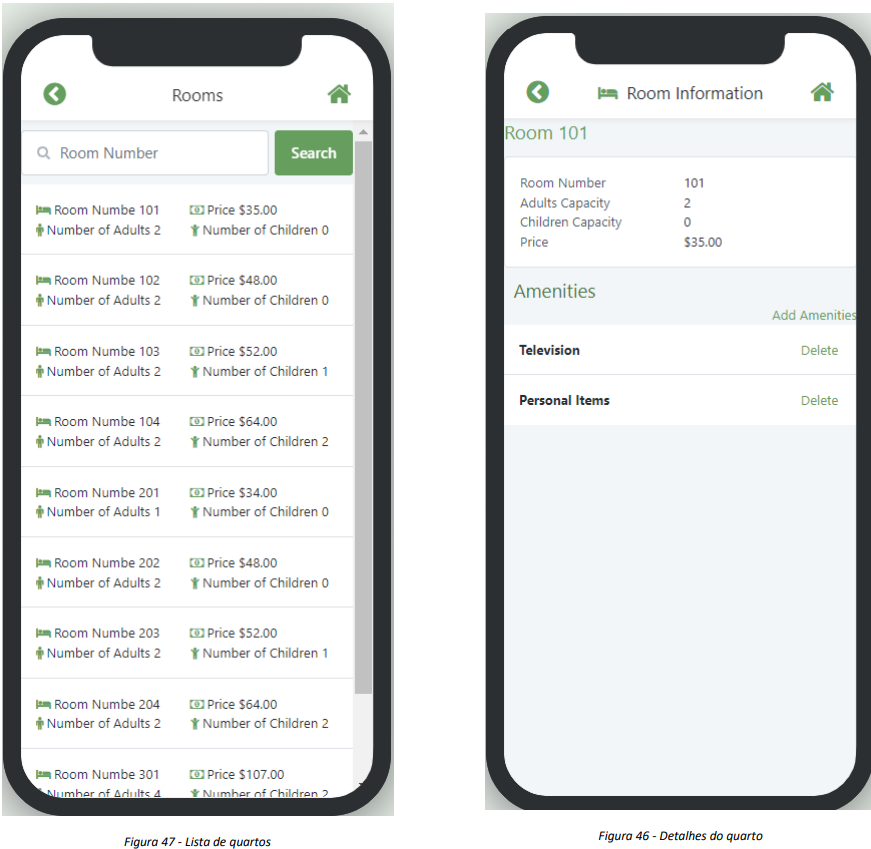 Rooms
Room Number
Search
Room Numbe 101 Price $35.00
Number of Adults 2 Number of Children 0
Room Numbe 102 Price $48.00
Number of Adults 2 Number of Children 0
Room Numbe 103 Price $52.00
Number of Adults 2 Number of Children 1
Room Numbe 104 Price $64.00
Number of Adults 2 Number of Children 2
Room Numbe 201 Price $34.00
Number of Adults 1 Number of Children 0
Room Numbe 202 Price $48.00
Number of Adults 2 Number of Children 0
Room Numbe 203 Price $52.00
Number of Adults 2 Number of Children 1
Room Numbe 204 Price $64.00
Number of Adults 2 Number of Children 2
Room Numbe 301 Price $107.00
Number of Adults 4 Number of Children 2
Figura 47 - Lista de quartos
Room Information
Room 101
Room Number 101
Adults Capacity 2
Children Capacity 0
Price $35.00
Amenities
Add Amenities
Television Delete
Personal Items Delete
Figura 46 - Detalhes do quarto